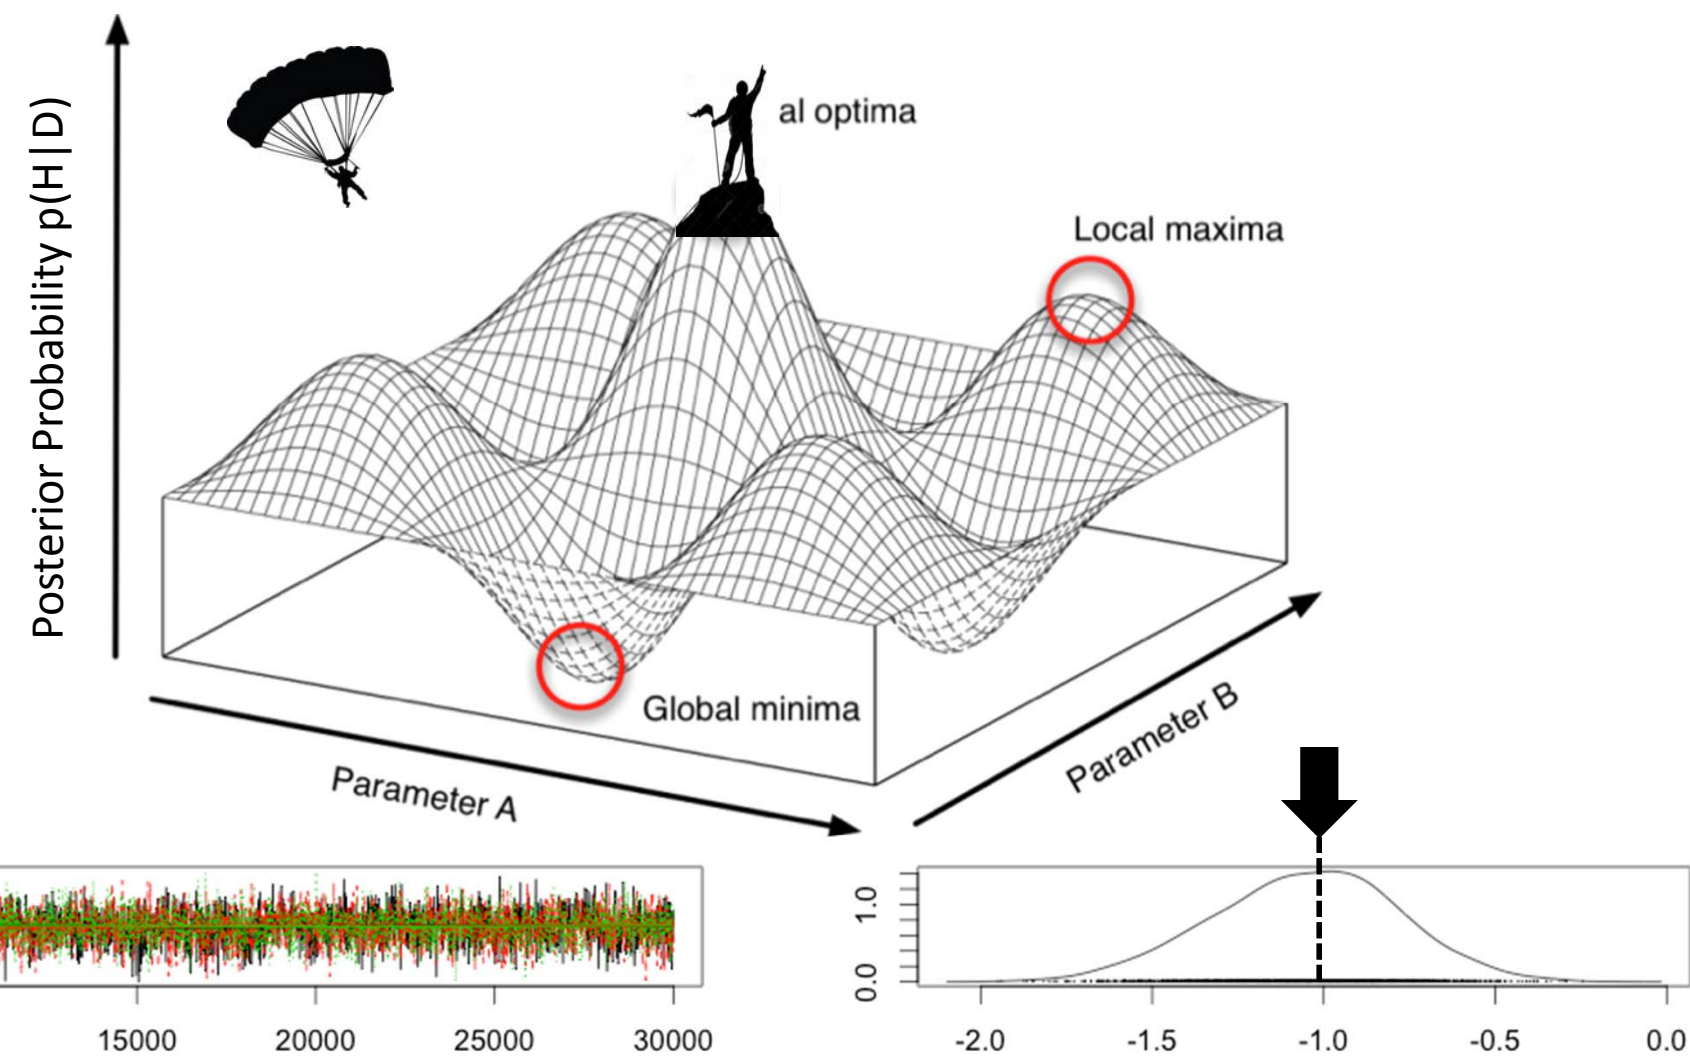 Posterior Probability p(H|D)
al optima
Local maxima
Global minima
Parameter A
Parameter B
15000 20000 25000 30000
1.0
0.0
-2.0 -1.5 -1.0 -0.5 0.0